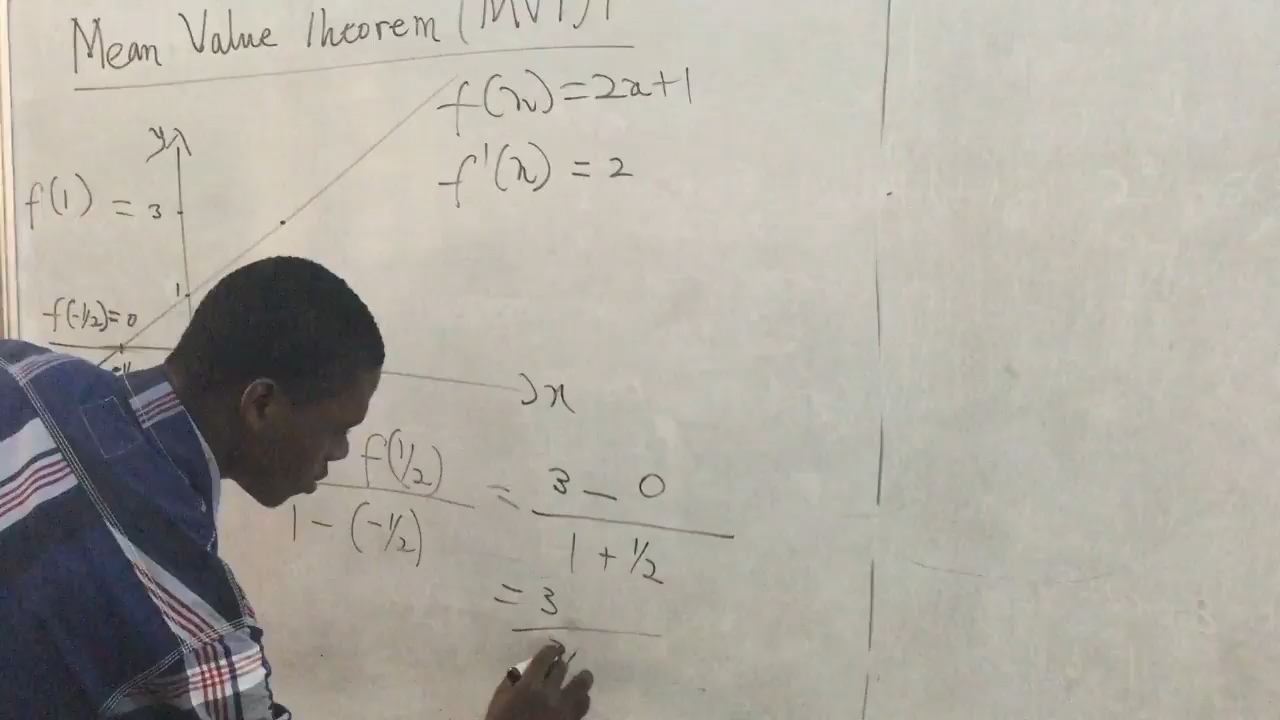 Mean Value Theorem (MVT)
f(x) = 2x+1
f'(x) = 2
y
f(1) = 3
1
f(-1/2) = 0
x
f(1/2) = 3 - 0
1 - (-1/2) 1 + 1/2
= 3